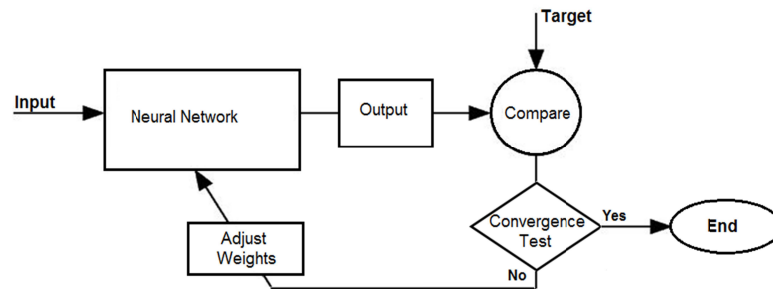 Target
Input
Neural Network
Output
Compare
Convergence
Test
Yes
End
No
Adjust
Weights